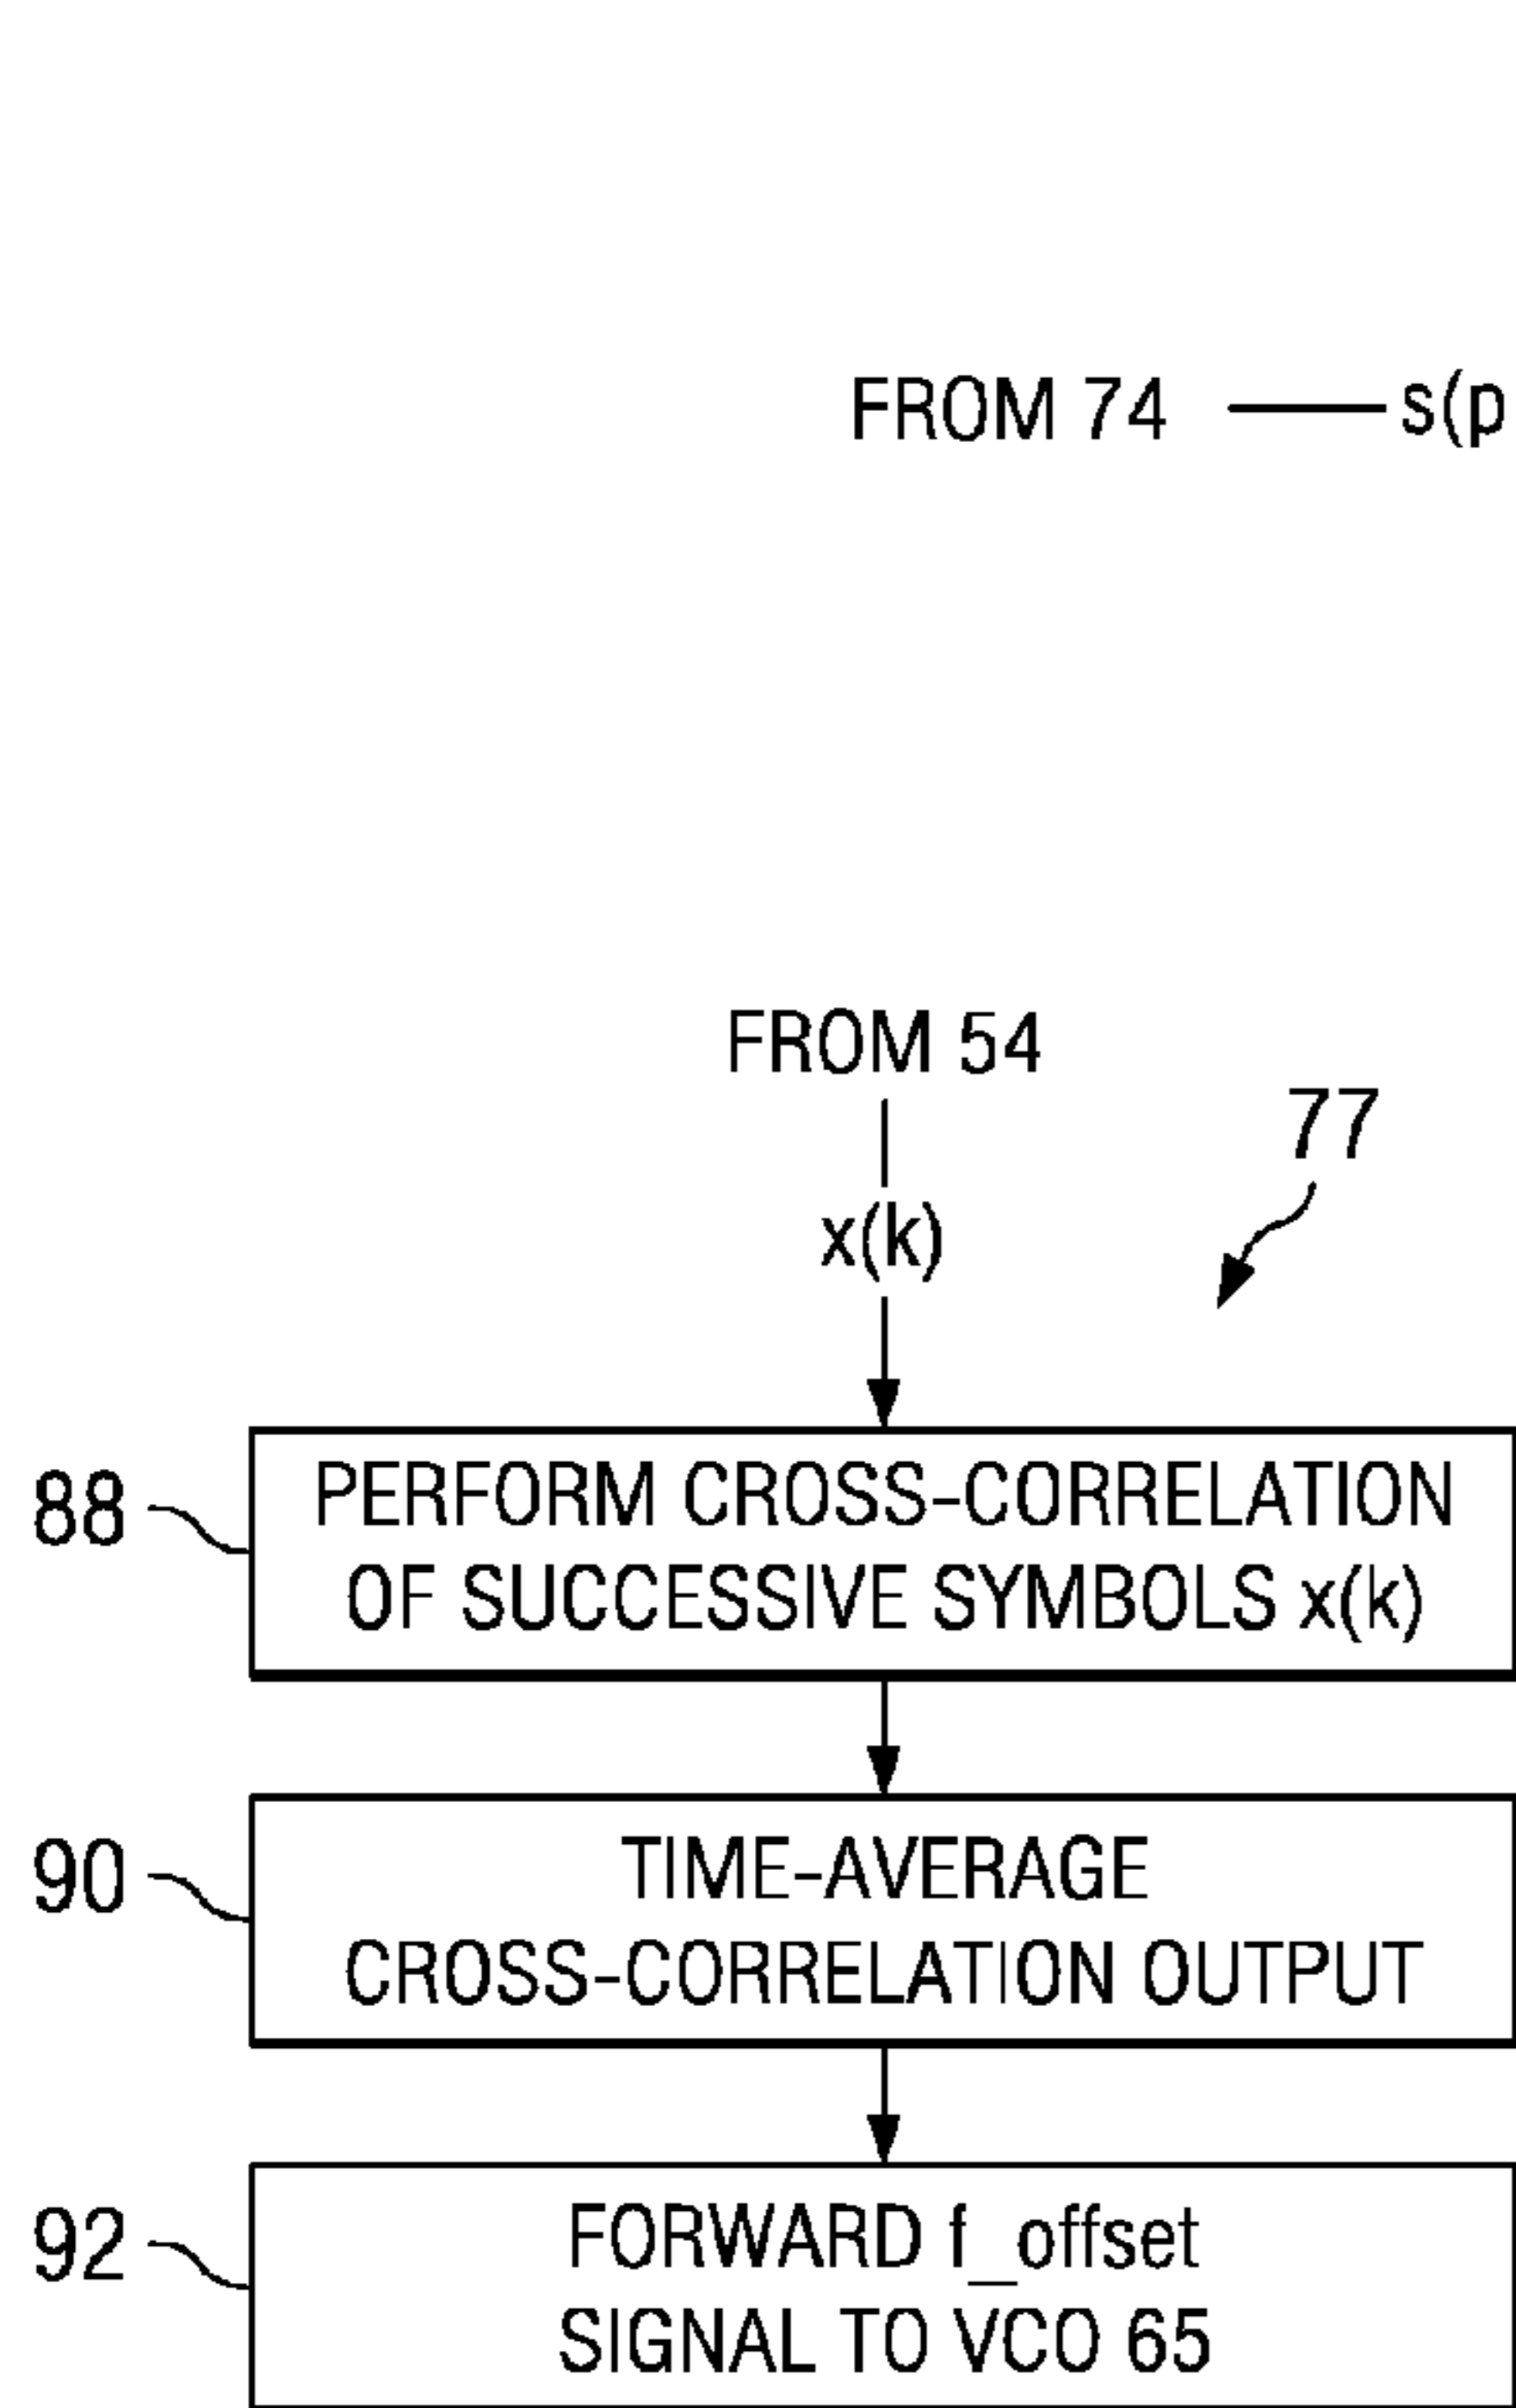 FROM 74 s(p
FROM 54
77
x(k)
88
PERFORM CROSS-CORRELATION
OF SUCCESSIVE SYMBOLS x(k)
90
TIME-AVERAGE
CROSS-CORRELATION OUTPUT
92
FORWARD f_offset
SIGNAL TO VCO 65